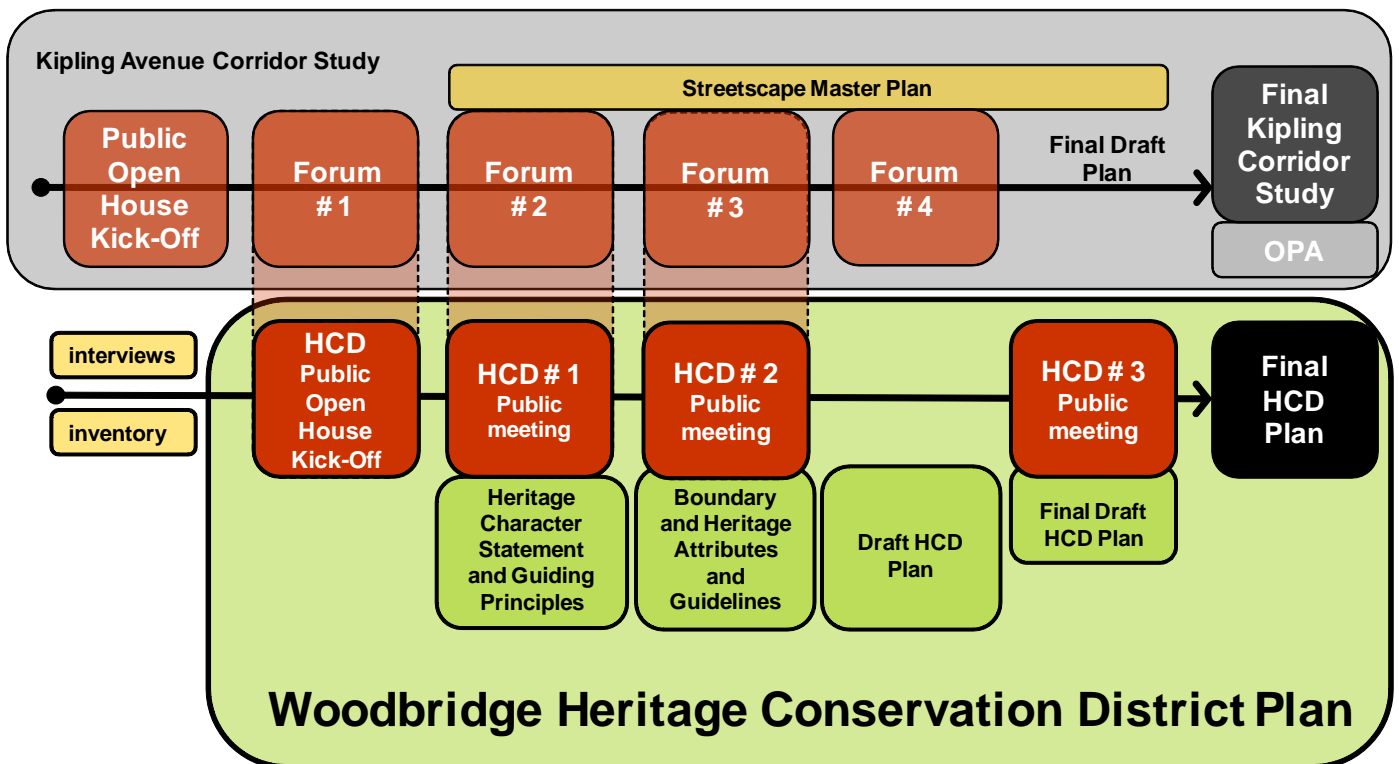 Kipling Avenue Corridor Study
Streetscape Master Plan
Public
Open
House
Kick-Off
Forum
# 1
Forum
# 2
Forum
# 3
Forum
# 4
Final Draft
Plan
Final
Kipling
Corridor
Study
OPA
interviews
inventory
HCD
Public
Open
House
Kick-Off
HCD # 1
Public
meeting
HCD # 2
Public
meeting
HCD # 3
Public
meeting
Final
HCD
Plan
Heritage
Character
Statement
and Guiding
Principles
Boundary
and Heritage
Attributes
and
Guidelines
Draft HCD
Plan
Final Draft
HCD Plan
Woodbridge Heritage Conservation District Plan